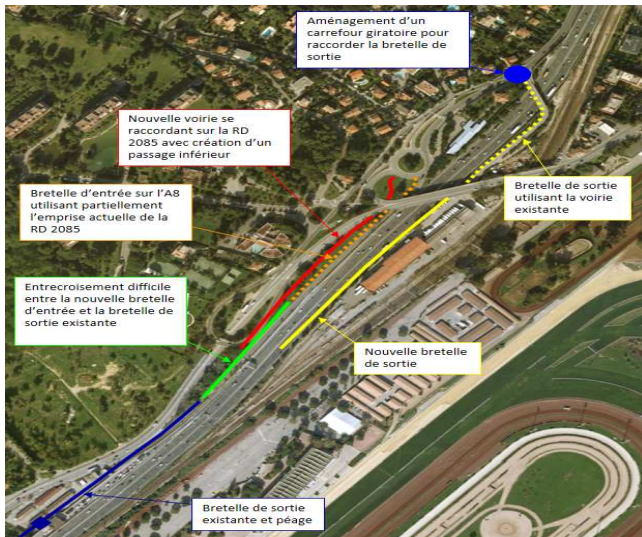 Aménagement d'un
carrefour giratoire pour
raccorder la bretelle de
sortie
Nouvelle voirie se
raccordant sur la RD
2085 avec création d'un
passage inférieur
Bretelle d'entrée sur l'A8
utilisant partiellement
l'emprise actuelle de la
RD 2085
Bretelle de sortie
utilisant la voirie
existante
Entrecroisement difficile
entre la nouvelle bretelle
d'entrée et la bretelle de
sortie existante
Nouvelle bretelle
de sortie
Bretelle de sortie
existante et péage